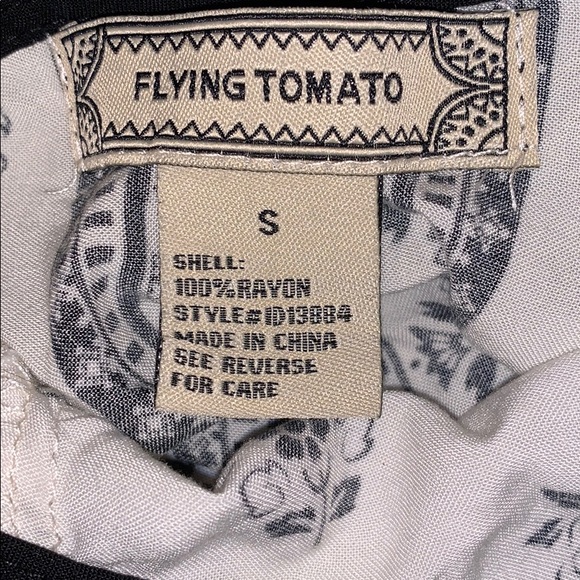 FLYING TOMATO
S
SHELL:
100%RAYON
STYLE#ID13884
MADE IN CHINA
SEE REVERSE
FOR CARE